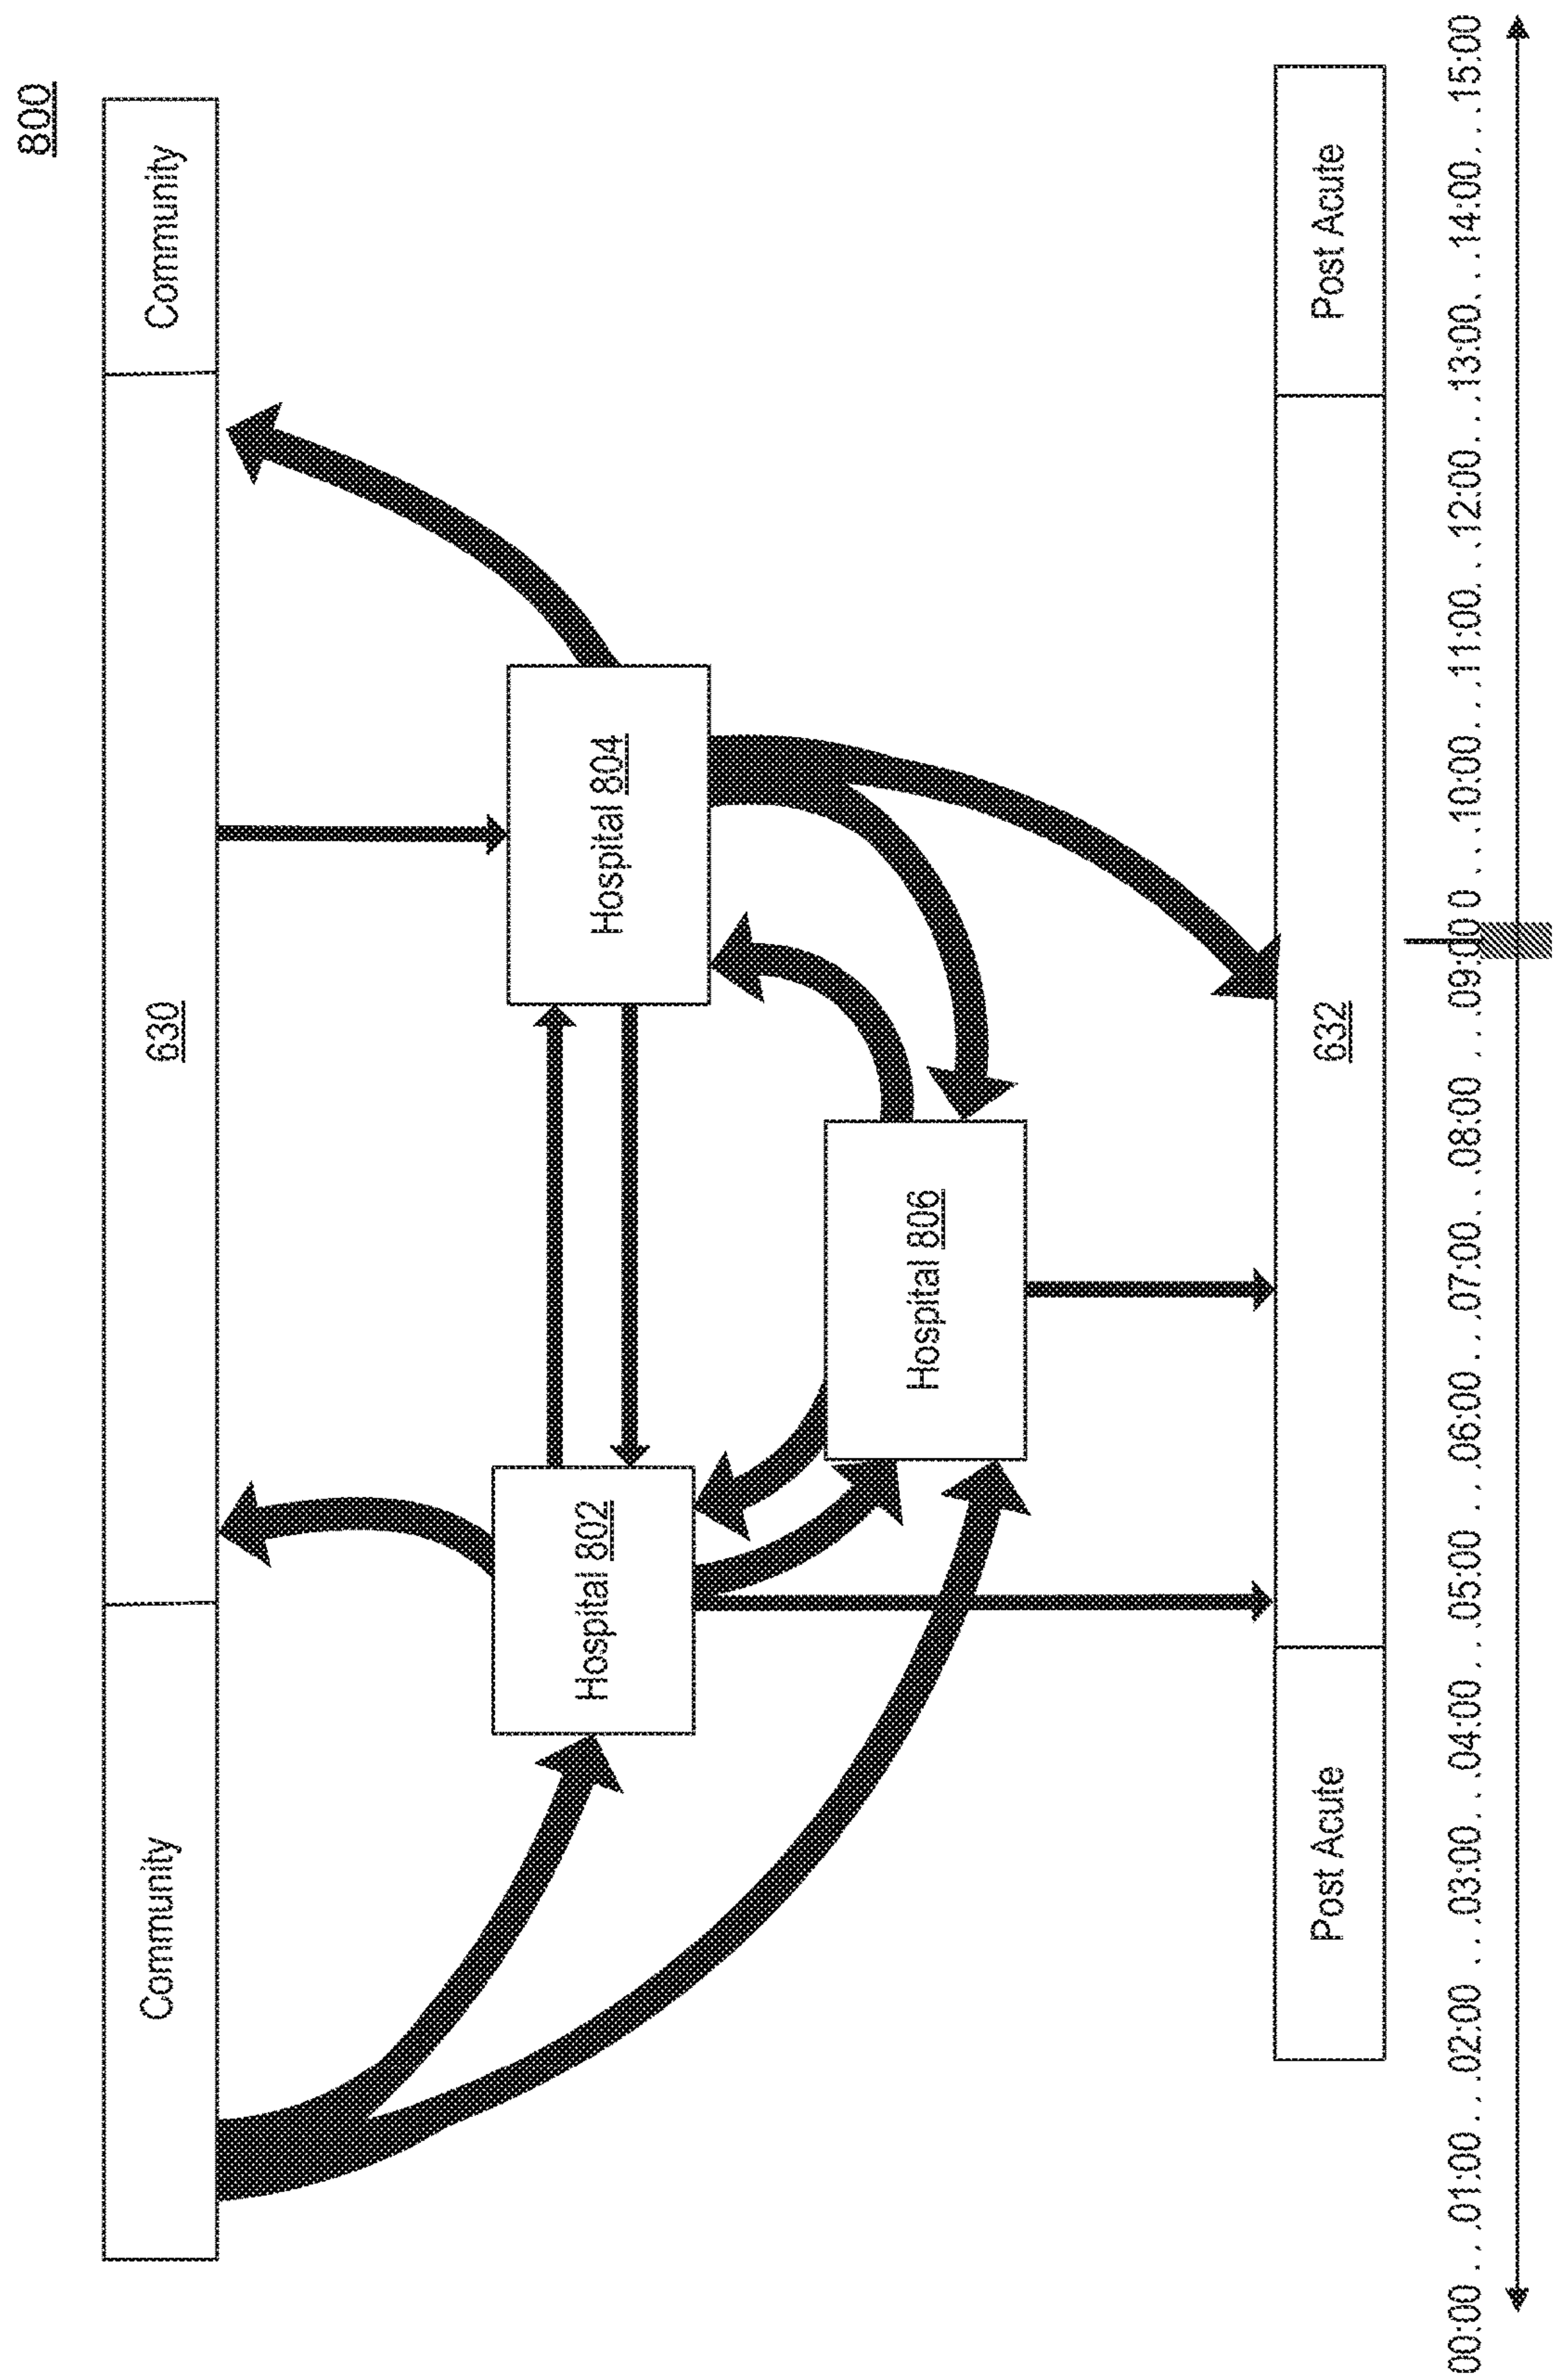 800
Community 630 Community
Hospital 802
Hospital 804
Hospital 806
Post Acute 632 Post Acute
00:00 . . .01:00 . . .02:00 . . .03:00. . .04:00 . . .05:00 . . .06:00 . . .07:00. . .08:00 . . .09:00 0 . . .10:00. . .11:00. . .12:00. . .13:00. . .14:00. . .15:00